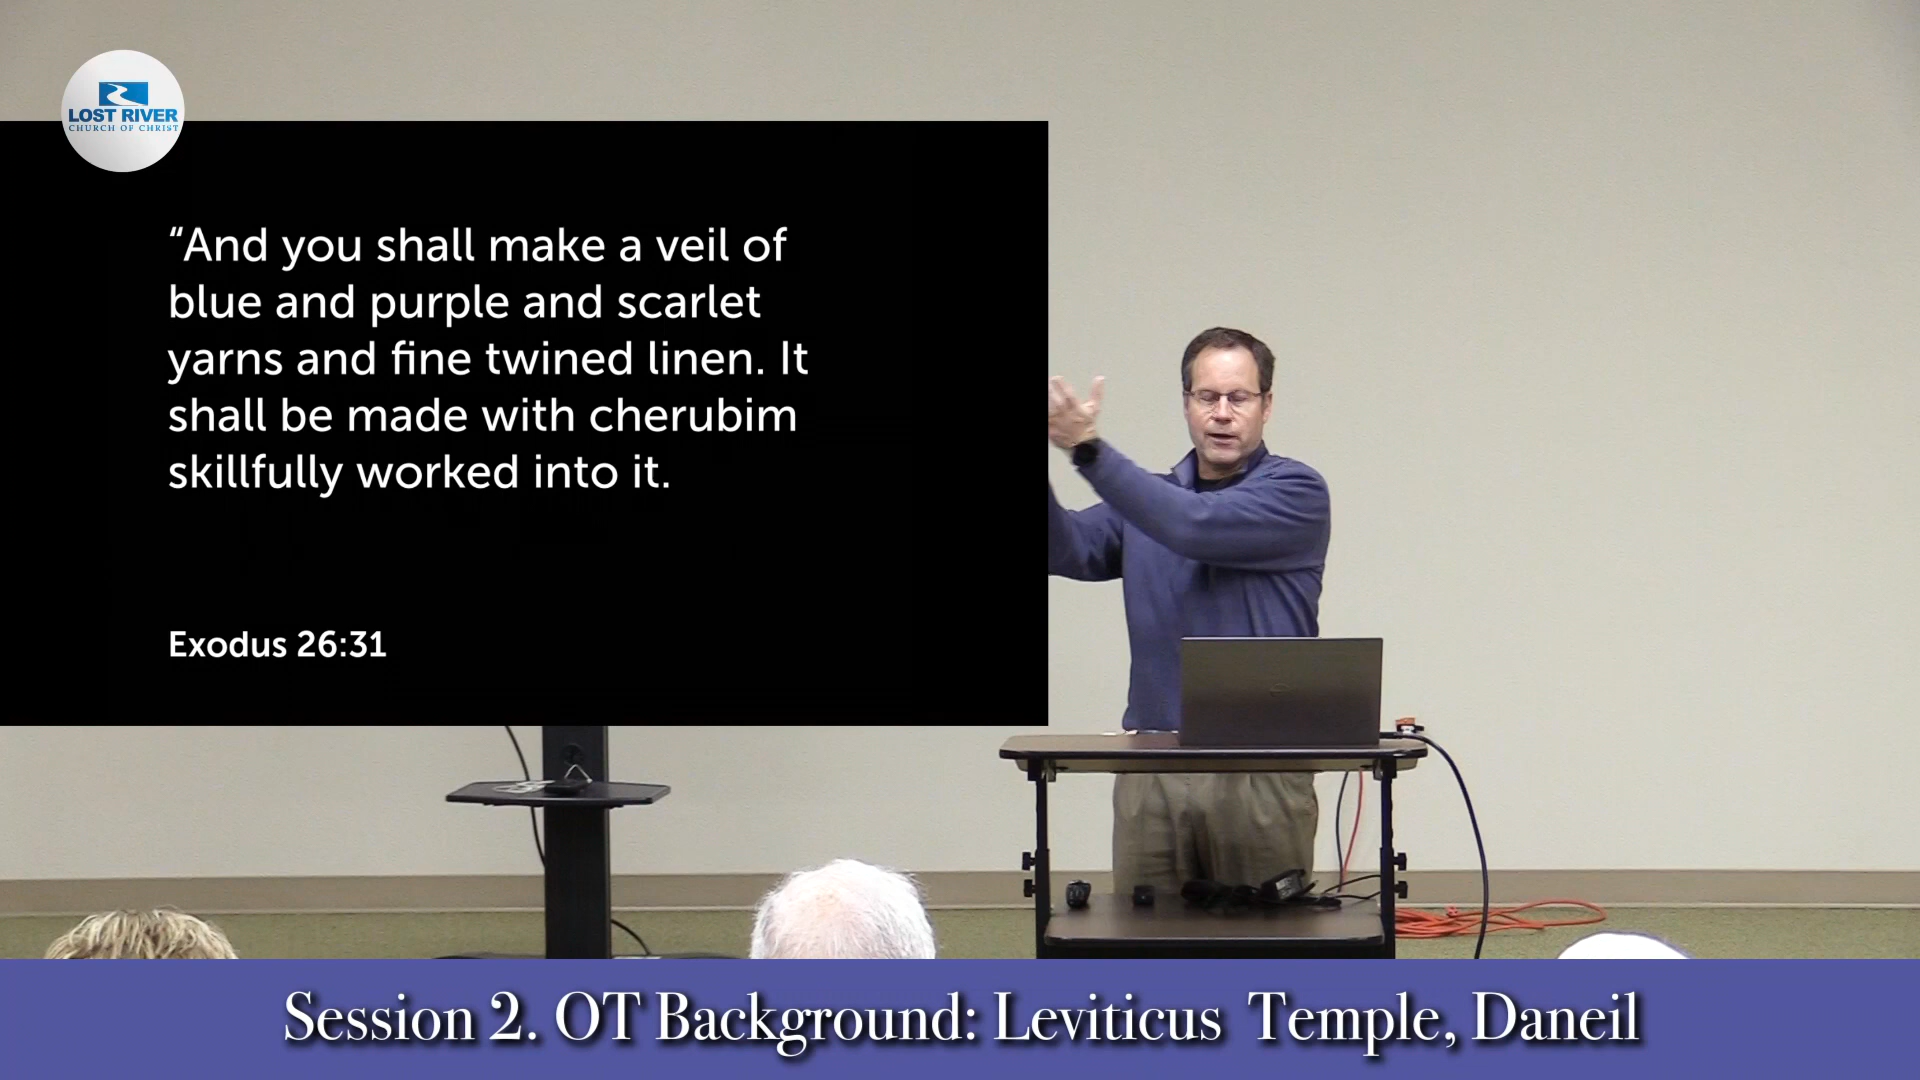 LOST RIVER
CHURCH OF CHRIST
“And you shall make a veil of
blue and purple and scarlet
yarns and fine twined linen. It
shall be made with cherubim
skillfully worked into it.
Exodus 26:31
Session 2. OT Background: Leviticus  Temple, Daneil